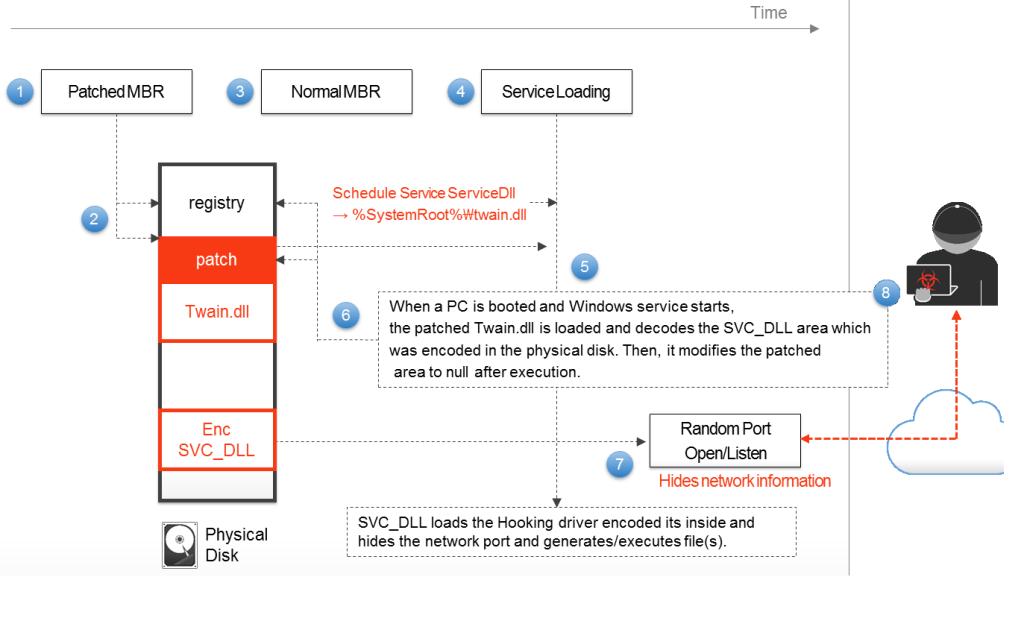 Time
1
Patched MBR
3
Normal MBR
4
Service Loading
2
registry
Schedule Service ServiceDll
→ %SystemRoot%₩twain.dll
patch
5
Twain.dll
6
8
When a PC is booted and Windows service starts,
the patched Twain.dll is loaded and decodes the SVC_DLL area which
was encoded in the physical disk. Then, it modifies the patched
area to null after execution.
Enc
SVC_DLL
Random Port
Open/Listen
7
Hides network information
SVC_DLL loads the Hooking driver encoded its inside and
hides the network port and generates/executes file(s).
Physical
Disk